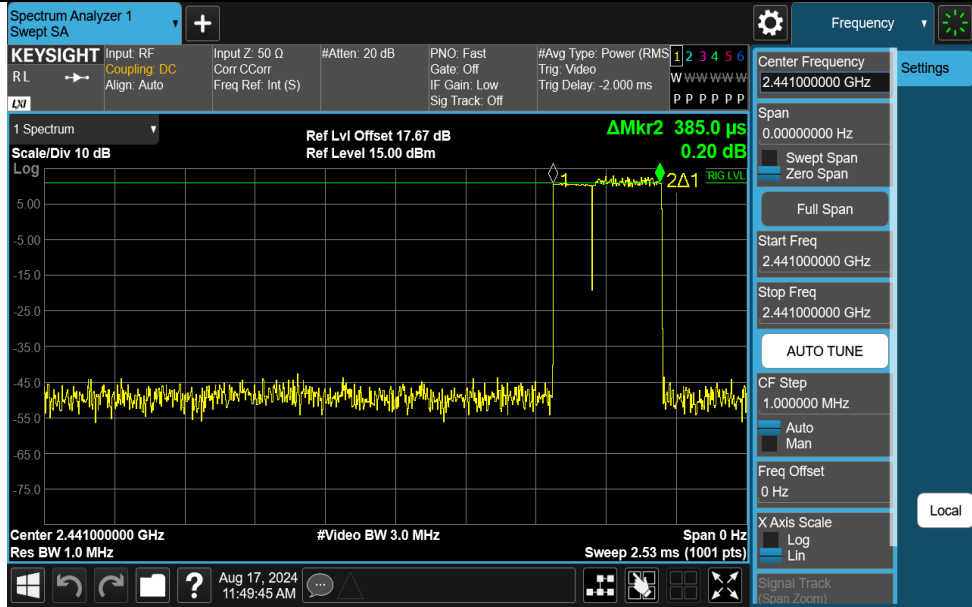 Spectrum Analyzer 1
Swept SA
Frequency
KEYSIGHT
RL
LXI
Input: RF
Coupling: DC
Align: Auto
Input Z: 50 Ω
Corr CCorr
Freq Ref: Int (S)
#Atten: 20 dB
PNO: Fast
Gate: Off
IF Gain: Low
Sig Track: Off
#Avg Type: Power (RMS
Trig: Video
Trig Delay: -2.000 ms
1 2 3 4 5 6
W W W W W W
P P P P P P
1 Spectrum
Scale/Div 10 dB
Ref Lvl Offset 17.67 dB
Ref Level 15.00 dBm
ΔMkr2 385.0 µs
0.20 dB
Log
1
2Δ1
TRIG LVL
5.00
-5.00
-15.0
-25.0
-35.0
-45.0
-55.0
-65.0
-75.0
Center 2.441000000 GHz
Res BW 1.0 MHz
#Video BW 3.0 MHz
Span 0 Hz
Sweep 2.53 ms (1001 pts)
?
Aug 17, 2024
11:49:45 AM
Center Frequency
2.441000000 GHz
Span
0.00000000 Hz
Swept Span
Zero Span
Full Span
Start Freq
2.441000000 GHz
Stop Freq
2.441000000 GHz
AUTO TUNE
CF Step
1.000000 MHz
Auto
Man
Freq Offset
0 Hz
X Axis Scale
Log
Lin
Signal Track
(Span Zoom)
Settings
Local